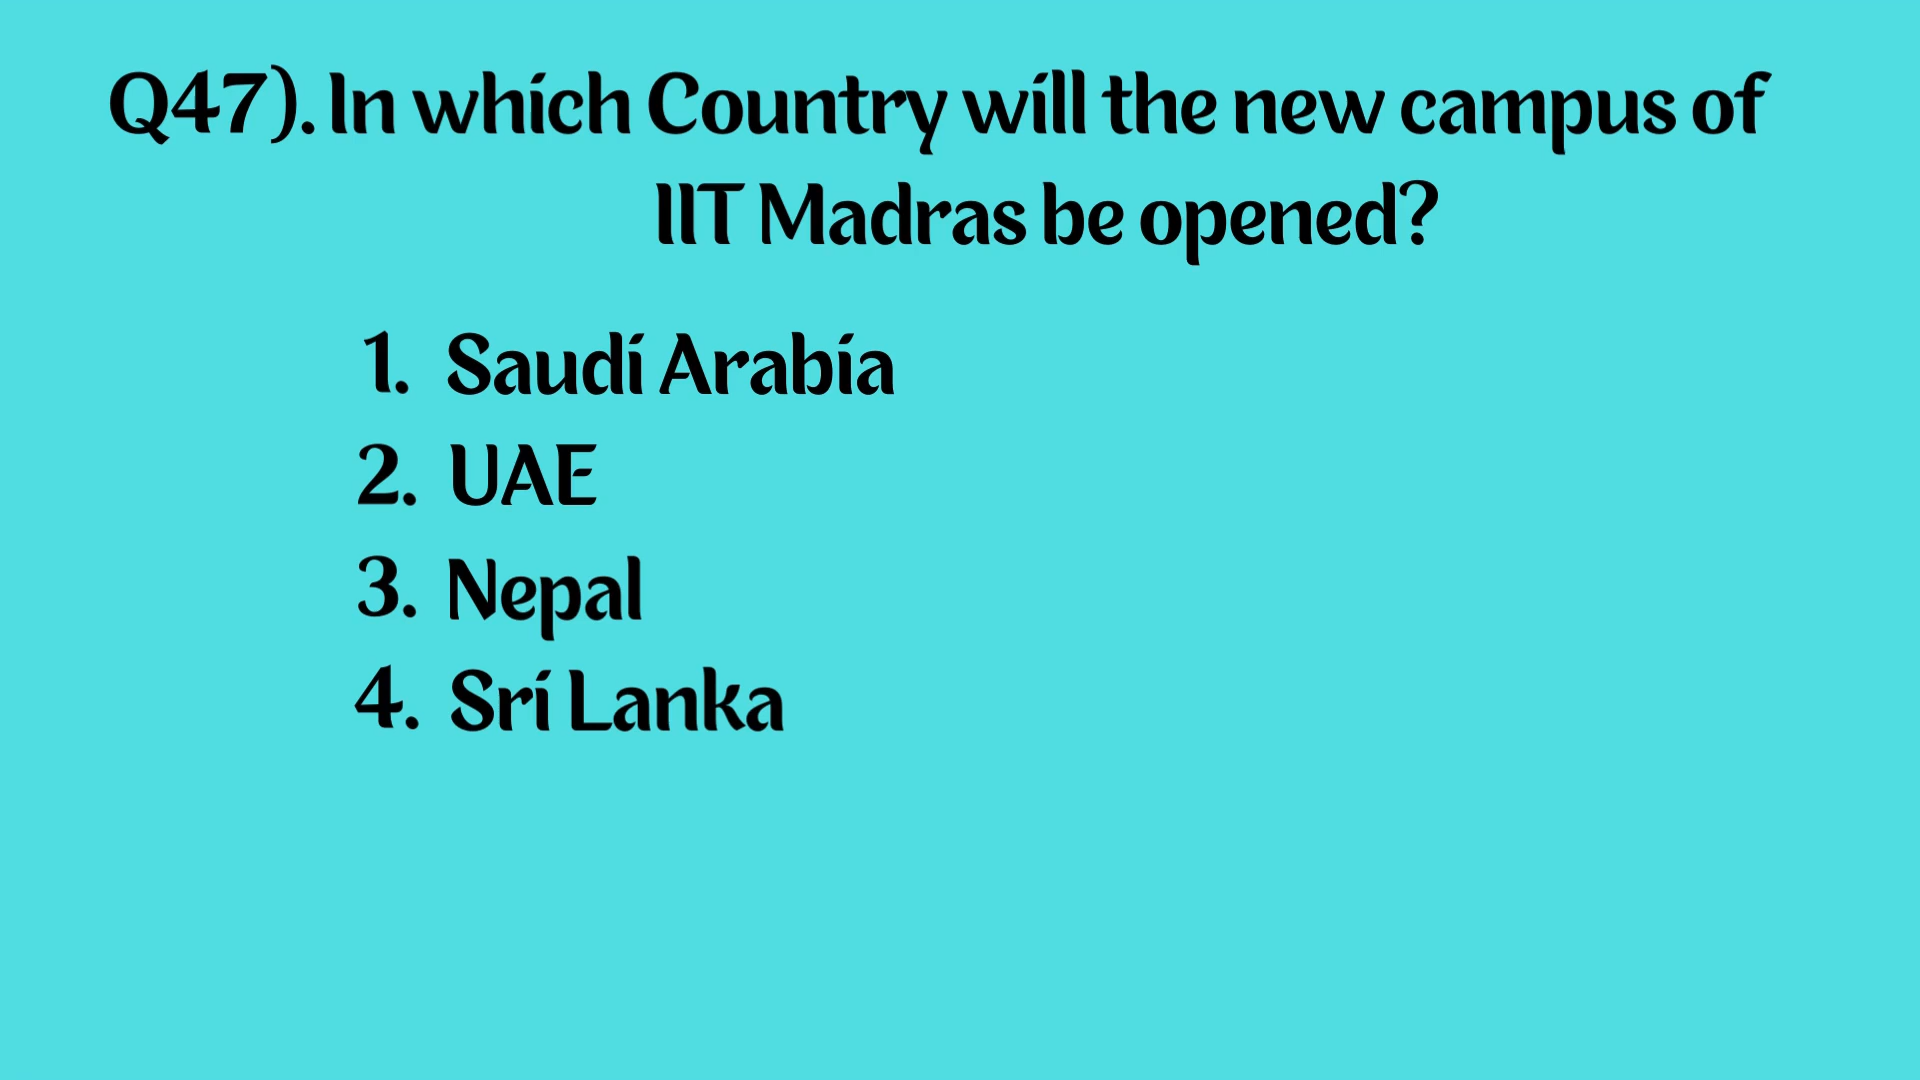 Q47). In which Country will the new campus of
IIT Madras be opened?
1. Saudi Arabia
2. UAE
3. Nepal
4. Sri Lanka